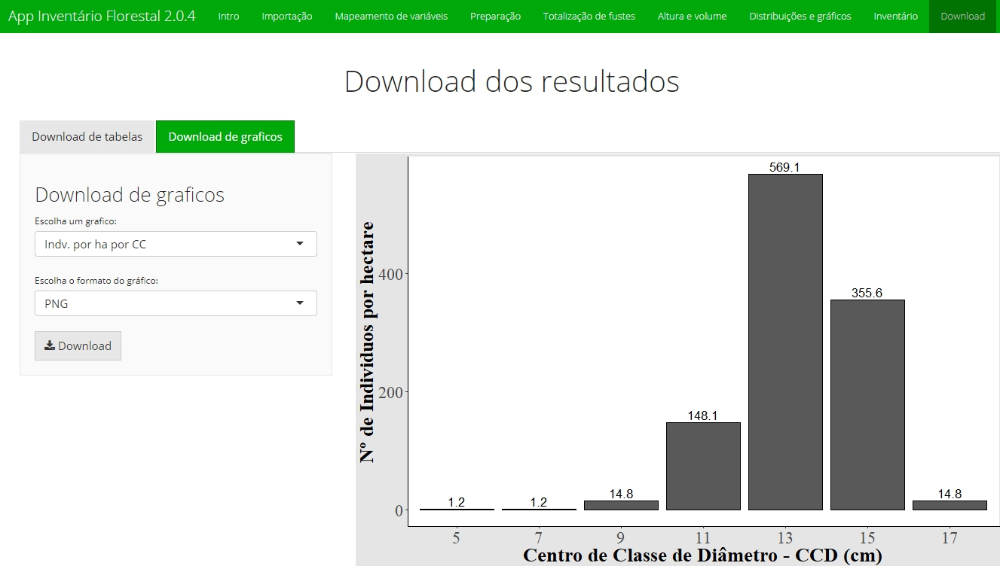 App Inventário Florestal 2.0.4 Intro Importação Mapeamento de variáveis Preparação Totalização de fustes Altura e volume Distribuições e gráficos Inventário Download
Download dos resultados
Download de tabelas Download de graficos
Download de graficos
Escolha um grafico:
Indv. por ha por CC
Escolha o formato do gráfico:
PNG
Download
Nº de Individuos por hectare
400
200
0
1.2 1.2 14.8 148.1 569.1 355.6 14.8
5 7 9 11 13 15 17
Centro de Classe de Diâmetro - CCD (cm)